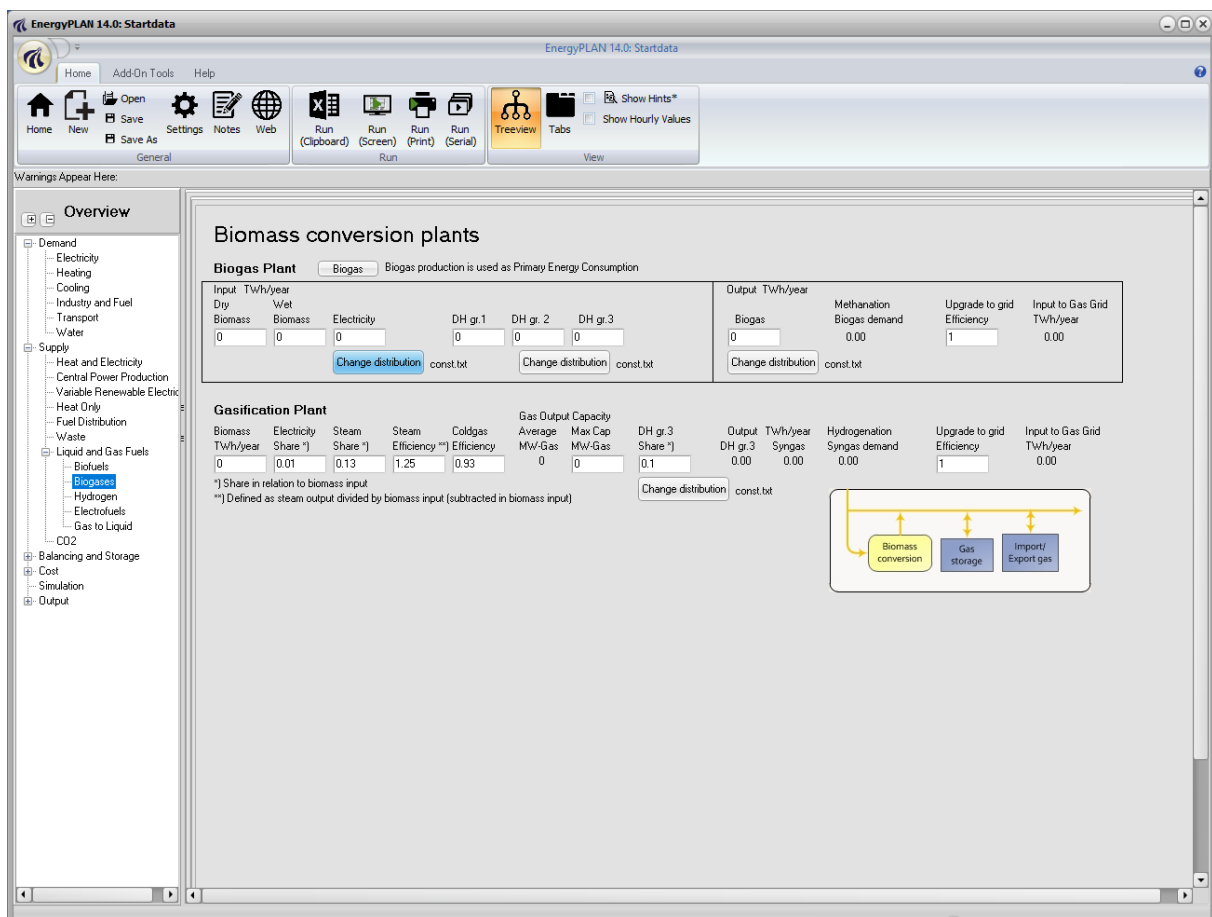 EnergyPLAN 14.0: Startdata
EnergyPLAN 14.0: Startdata
Home Add-On Tools Help
Home
New
Open
Save
Save As
Settings
Notes
Web
General
Run (Clipboard)
Run (Screen)
Run (Print)
Run (Serial)
Run
Treeview
Tabs
Show Hints*
Show Hourly Values
View
Warnings Appear Here:
Overview
Demand
Electricity
Heating
Cooling
Industry and Fuel
Transport
Water
Supply
Heat and Electricity
Central Power Production
Variable Renewable Electric
Heat Only
Fuel Distribution
Waste
Liquid and Gas Fuels
Biofuels
Biogases
Hydrogen
Electrofuels
Gas to Liquid
CO2
Balancing and Storage
Cost
Simulation
Output
Biomass conversion plants
Biogas Plant Biogas Biogas production is used as Primary Energy Consumption
Input TWh/year Output TWh/year
Dry Wet Methanation Upgrade to grid Input to Gas Grid
Biomass Biomass Electricity DH gr.1 DH gr. 2 DH gr.3 Biogas Biogas demand Efficiency TWh/year
0 0 0 0 0 0 0 0.00 1 0.00
Change distribution const.txt Change distribution const.txt Change distribution const.txt
Gasification Plant Gas Output Capacity
Biomass Electricity Steam Steam Coldgas Average Max Cap DH gr.3 Output TWh/year Hydrogenation Upgrade to grid Input to Gas Grid
TWh/year Share *) Share *) Efficiency **) Efficiency MW-Gas MW-Gas Share *) DH gr.3 Syngas Syngas demand Efficiency TWh/year
0 0.01 0.13 1.25 0.93 0 0 0.1 0.00 0.00 0.00 1 0.00
*) Share in relation to biomass input
**) Defined as steam output divided by biomass input (subtracted in biomass input)
Change distribution const.txt
Biomass conversion
Gas storage
Import/ Export gas